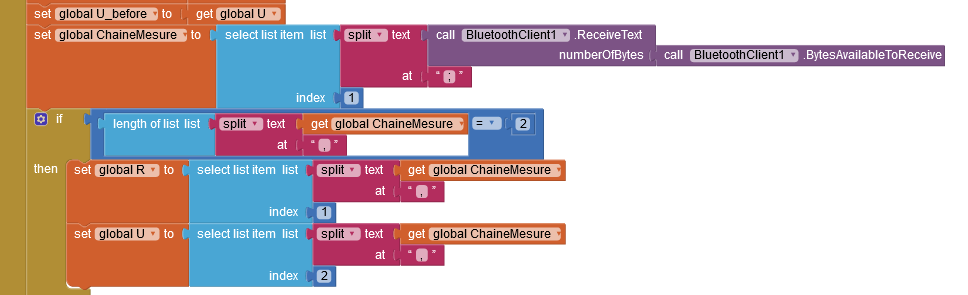 set global U_before to get global U
set global ChaineMesure to select list item list split text call BluetoothClient1 .ReceiveText
numberOfBytes call BluetoothClient1 .BytesAvailableToReceive
at " ; "
index 1
if length of list list split text get global ChaineMesure = 2
at " , "
then set global R to select list item list split text get global ChaineMesure
at " , "
index 1
set global U to select list item list split text get global ChaineMesure
at " , "
index 2